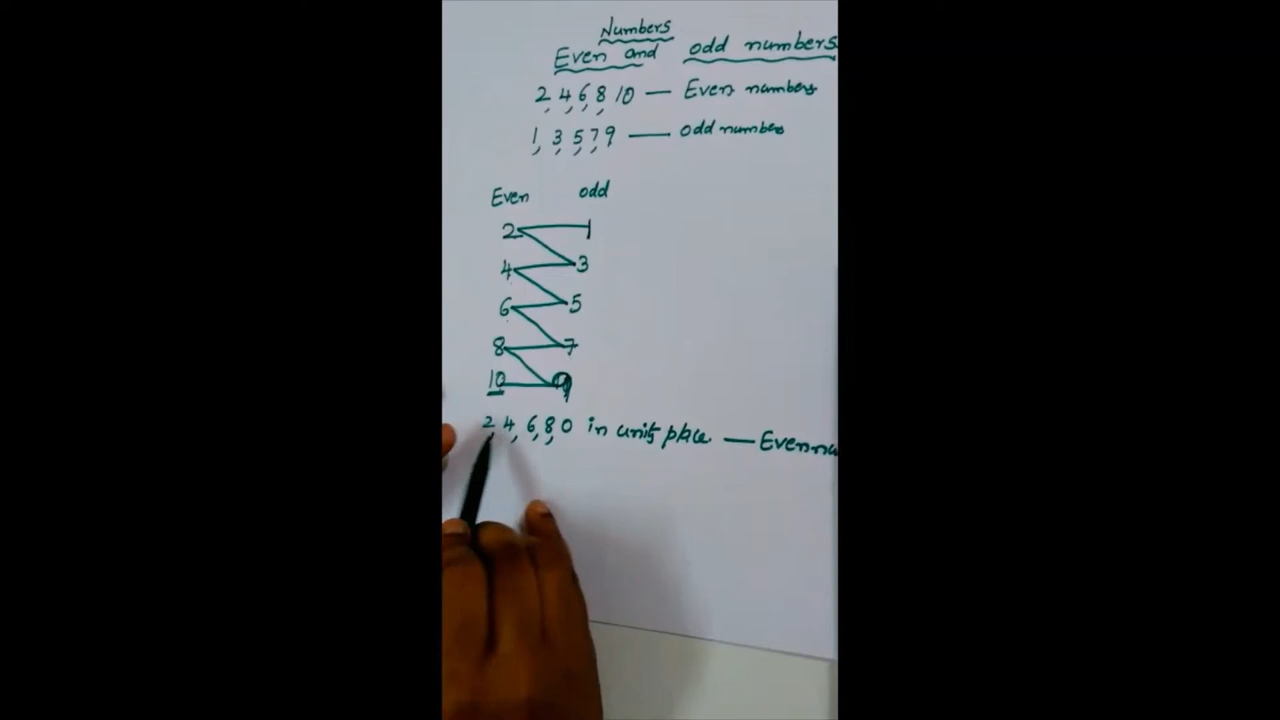 Numbers
Even and odd numbers
2, 4, 6, 8, 10 — Even numbers
1, 3, 5, 7, 9 — odd numbers
Even odd
2 1
4 3
6 5
8 7
10 9
2, 4, 6, 8, 0 in units place — Even nu